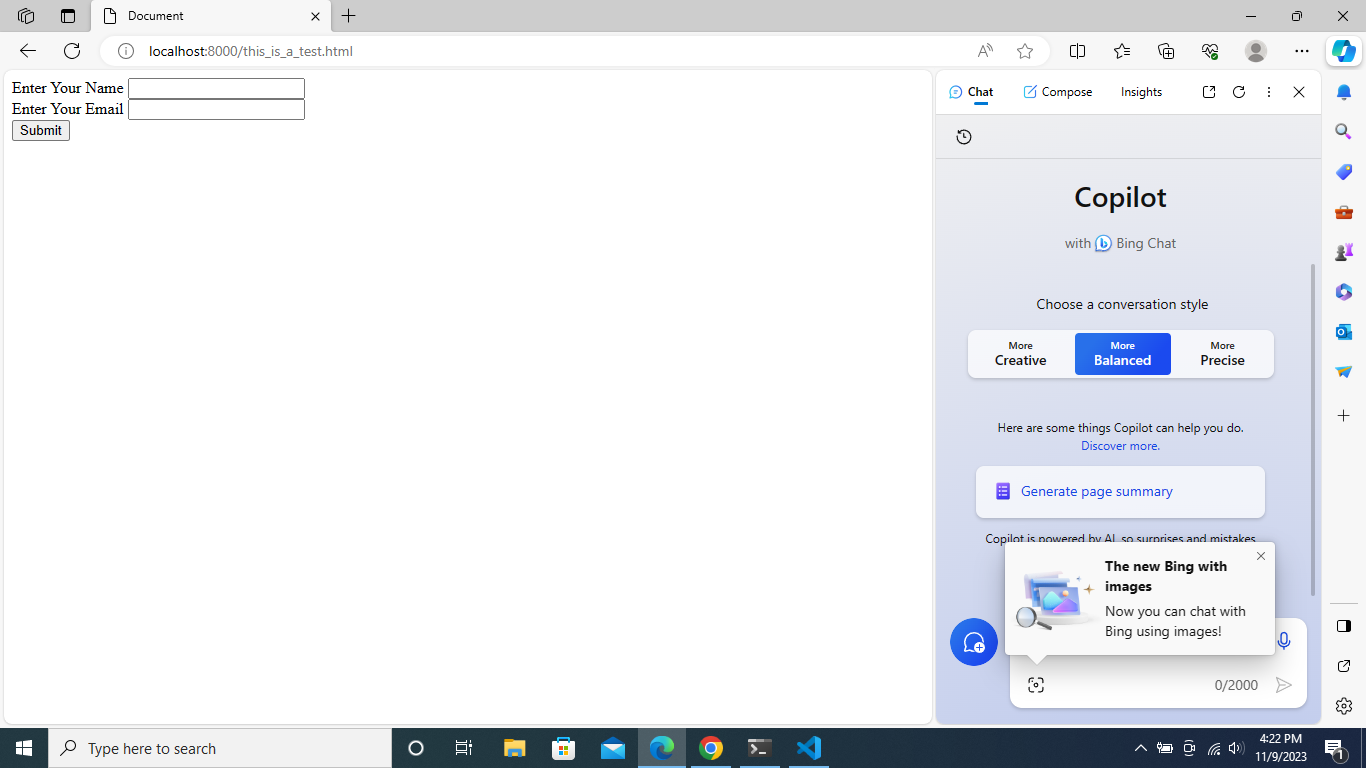 Document
localhost:8000/this_is_a_test.html
Enter Your Name
Enter Your Email
Submit
Chat
Compose
Insights
Copilot
with Bing Chat
Choose a conversation style
More
Creative
More
Balanced
More
Precise
Here are some things Copilot can help you do.
Discover more.
Generate page summary
Copilot is powered by AI, so surprises and mistakes
The new Bing with
images
Now you can chat with
Bing using images!
0/2000
Type here to search
4:22 PM
11/9/2023
1